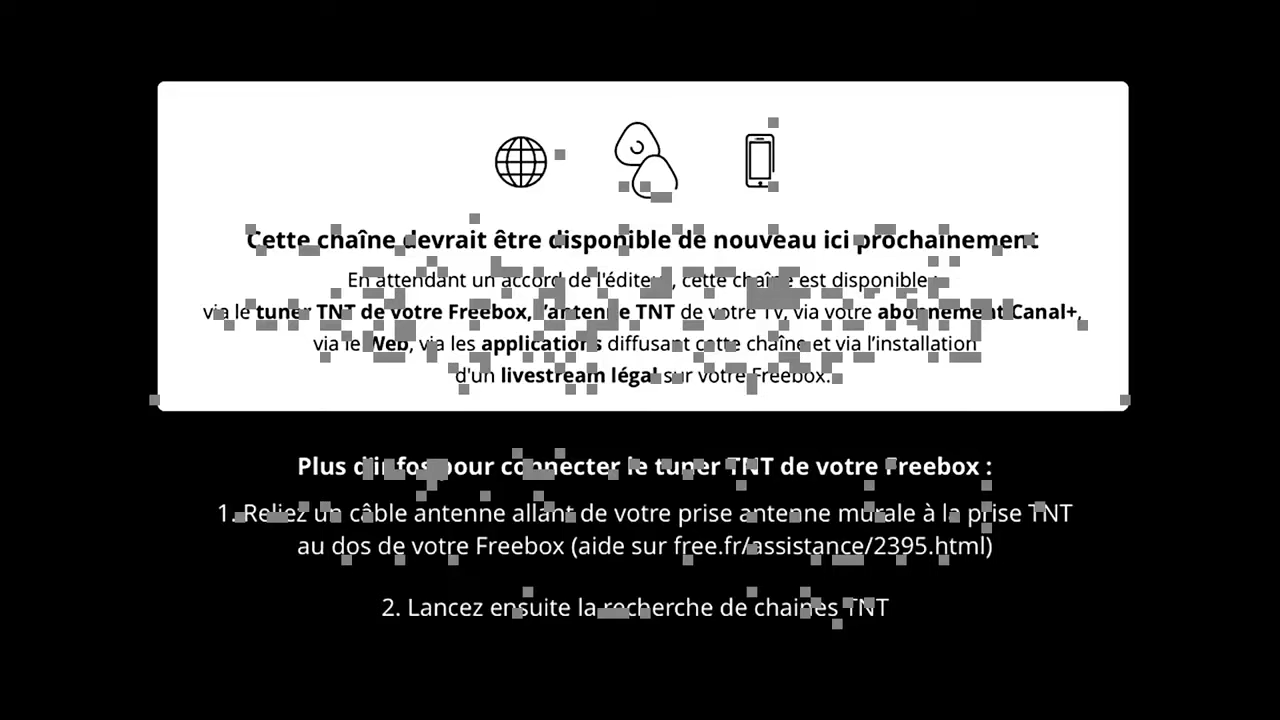 Cette chaîne devrait être disponible de nouveau ici prochainement
En attendant un accord de l'éditeur, cette chaîne est disponible :
via le tuner TNT de votre Freebox, l'antenne TNT de votre TV, via votre abonnement Canal+,
via le Web, via les applications diffusant cette chaîne et via l’installation
d'un livestream légal sur votre Freebox.
Plus d'infos pour connecter le tuner TNT de votre Freebox :
1. Reliez un câble antenne allant de votre prise antenne murale à la prise TNT
au dos de votre Freebox (aide sur free.fr/assistance/2395.html)
2. Lancez ensuite la recherche de chaines TNT